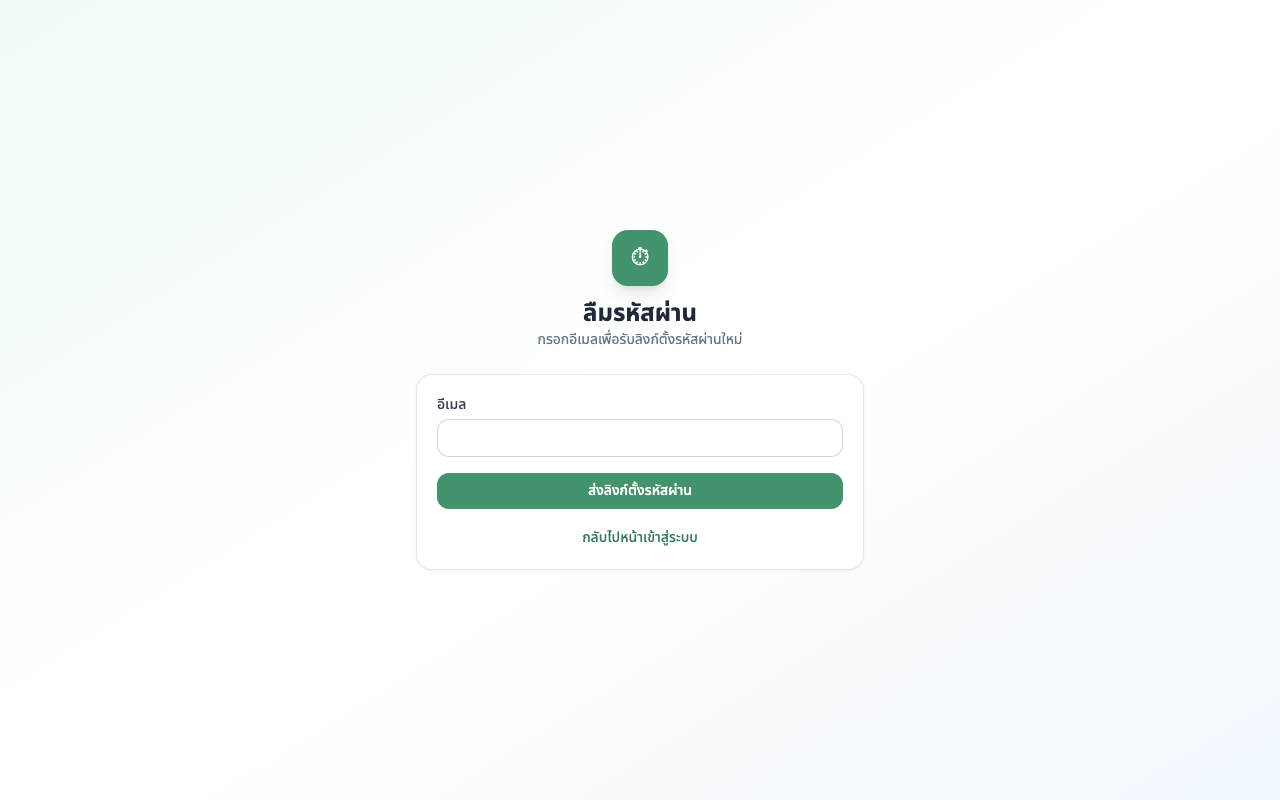 ลืมรหัสผ่าน
กรอกอีเมลเพื่อรับลิงก์ตั้งรหัสผ่านใหม่
อีเมล
ส่งลิงก์ตั้งรหัสผ่าน
กลับไปหน้าเข้าสู่ระบบ